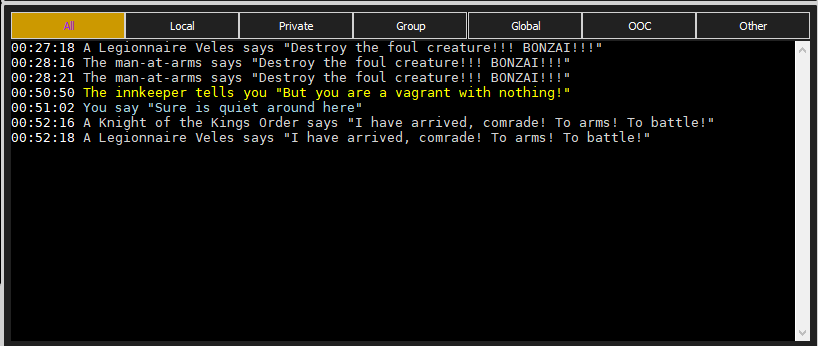 All Local Private Group Global OOC Other
00:27:18 A Legionnaire Veles says "Destroy the foul creature!!! BONZAI!!!"
00:28:16 The man-at-arms says "Destroy the foul creature!!! BONZAI!!!"
00:28:21 The man-at-arms says "Destroy the foul creature!!! BONZAI!!!"
00:50:50 The innkeeper tells you "But you are a vagrant with nothing!"
00:51:02 You say "Sure is quiet around here"
00:52:16 A Knight of the Kings Order says "I have arrived, comrade! To arms! To battle!"
00:52:18 A Legionnaire Veles says "I have arrived, comrade! To arms! To battle!"